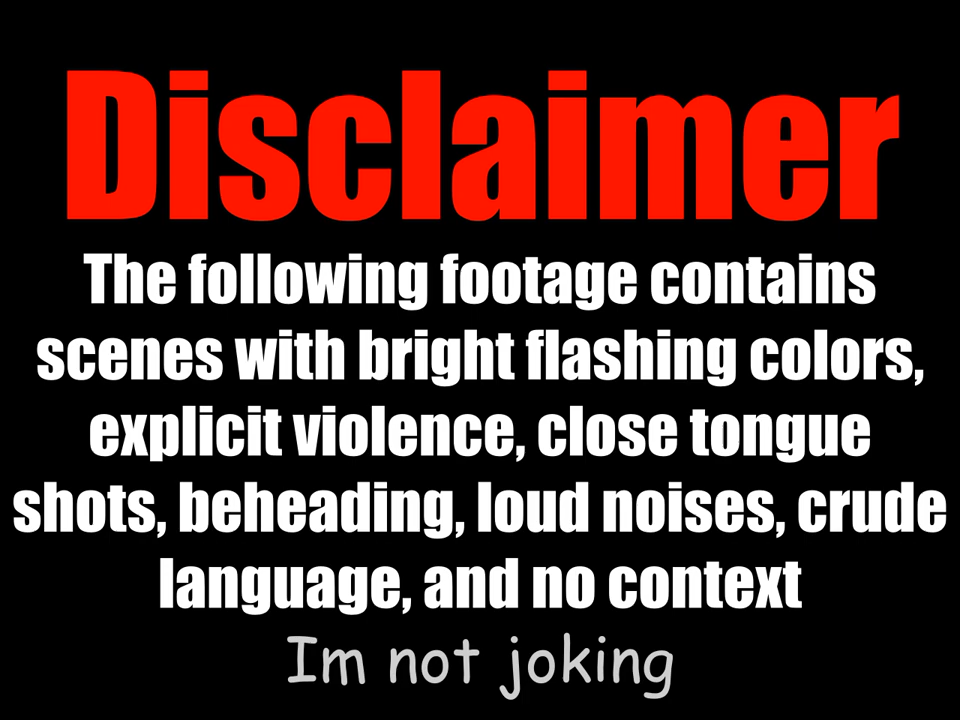 Disclaimer
The following footage contains
scenes with bright flashing colors,
explicit violence, close tongue
shots, beheading, loud noises, crude
language, and no context
Im not joking